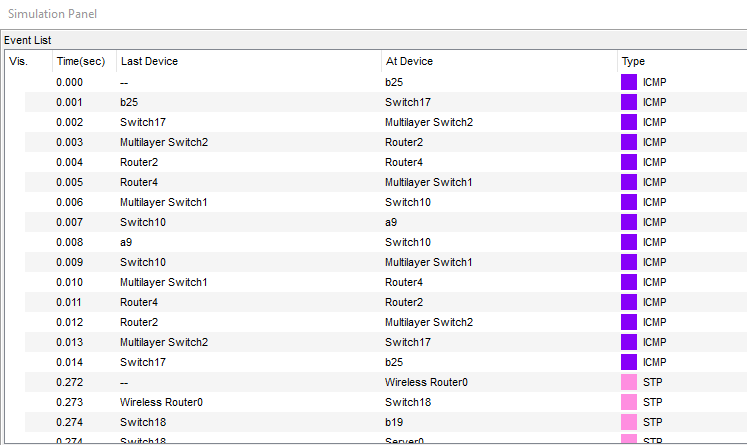 Simulation Panel
Event List
Vis. Time(sec) Last Device At Device Type
0.000 -- b25 ICMP
0.001 b25 Switch17 ICMP
0.002 Switch17 Multilayer Switch2 ICMP
0.003 Multilayer Switch2 Router2 ICMP
0.004 Router2 Router4 ICMP
0.005 Router4 Multilayer Switch1 ICMP
0.006 Multilayer Switch1 Switch10 ICMP
0.007 Switch10 a9 ICMP
0.008 a9 Switch10 ICMP
0.009 Switch10 Multilayer Switch1 ICMP
0.010 Multilayer Switch1 Router4 ICMP
0.011 Router4 Router2 ICMP
0.012 Router2 Multilayer Switch2 ICMP
0.013 Multilayer Switch2 Switch17 ICMP
0.014 Switch17 b25 ICMP
0.272 -- Wireless Router0 STP
0.273 Wireless Router0 Switch18 STP
0.274 Switch18 b19 STP
0.274 Switch18 Server0 STP